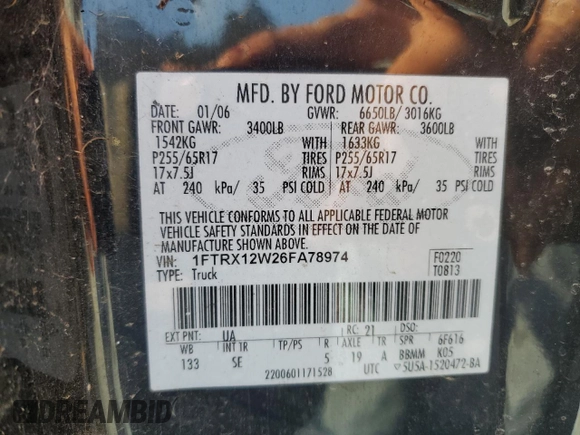 MFD. BY FORD MOTOR CO.
DATE: 01/06 GVWR: 6650LB/ 3016KG
FRONT GAWR: 3400LB REAR GAWR: 3600LB
1542KG WITH 1633KG WITH
P255/65R17 TIRES P255/65R17 TIRES
17x7.5J RIMS 17x7.5J RIMS
AT 240 kPa/ 35 PSI COLD AT 240 kPa/ 35 PSI COLD
THIS VEHICLE CONFORMS TO ALL APPLICABLE FEDERAL MOTOR
VEHICLE SAFETY STANDARDS IN EFFECT ON THE DATE OF
MANUFACTURE SHOWN ABOVE.
VIN: 1FTRX12W26FA78974 F0220
TYPE: Truck T0813
EXT PNT: UA RC: 21 DSO:
WB INT TR TP/PS R AXLE TR SPR 6F616
133 SE 5 19 A BBMM K05
2200601171528 UTC 5U5A-1520472-BA
DREAMBID